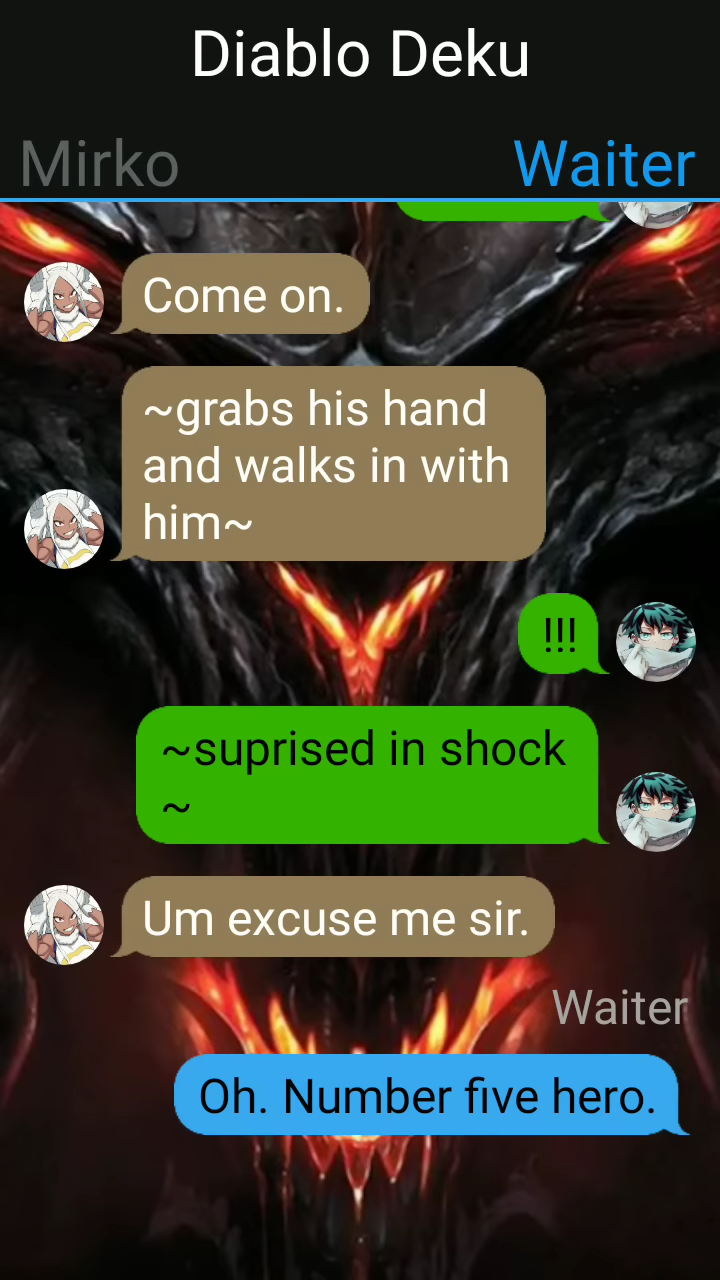 Diablo Deku
Mirko
Waiter
Come on.
~grabs his hand
and walks in with
him~
!!!
~suprised in shock
~
Um excuse me sir.
Waiter
Oh. Number five hero.